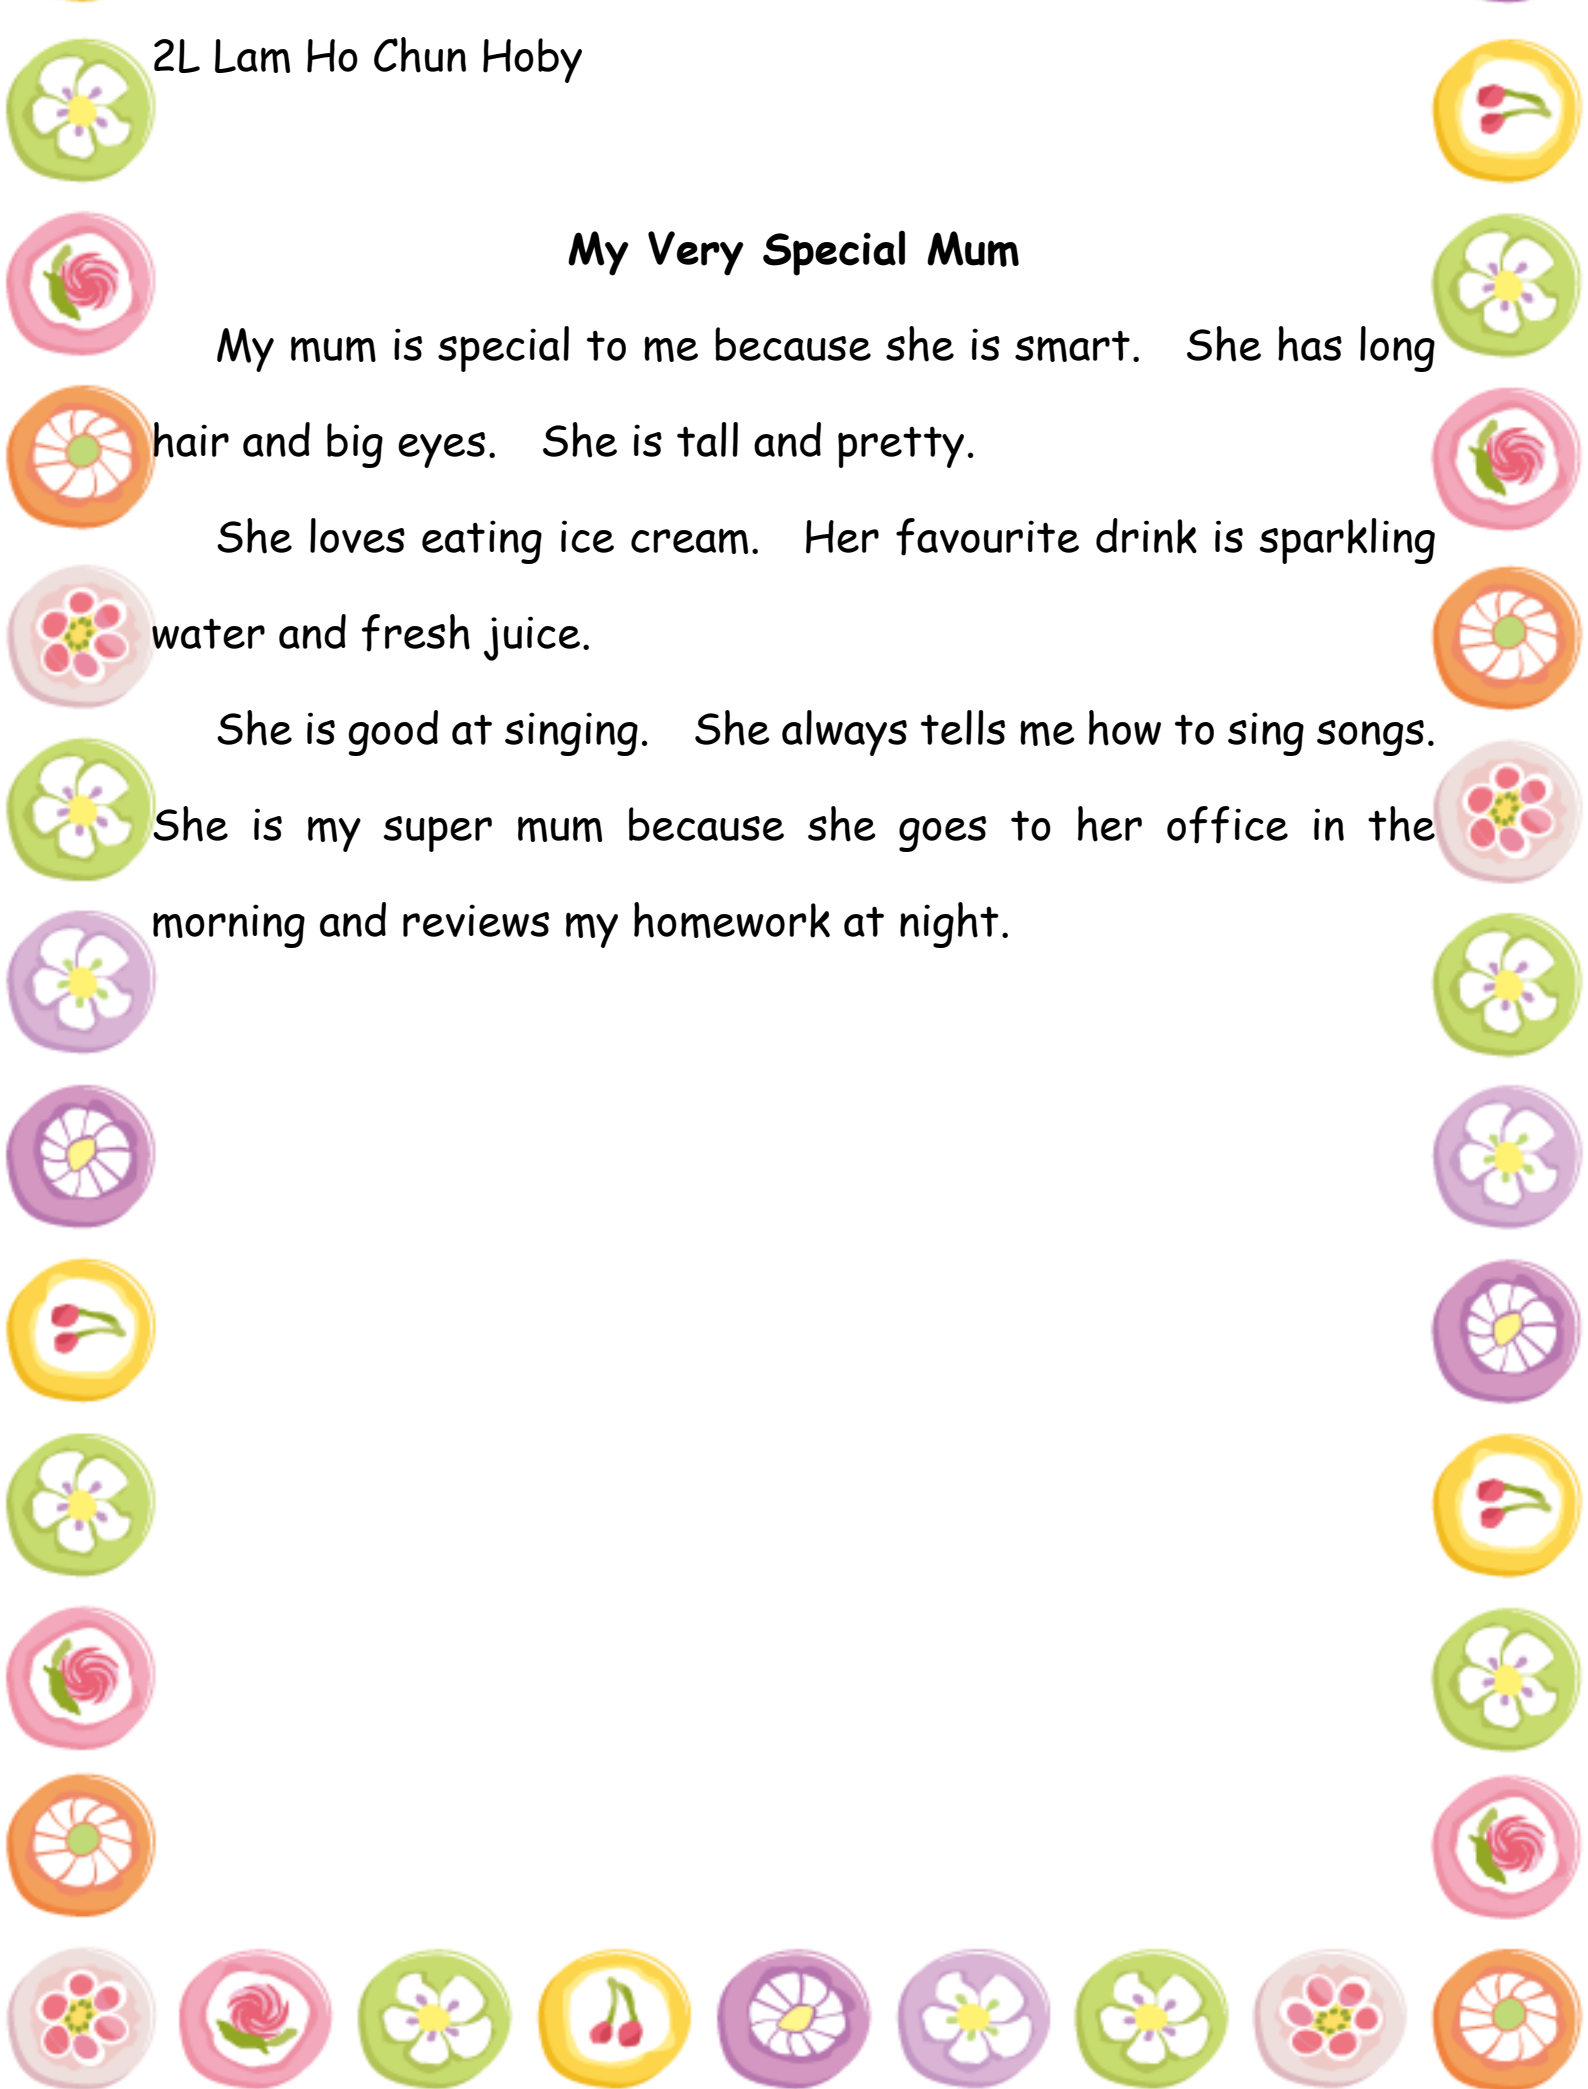 2L Lam Ho Chun Hoby
My Very Special Mum
My mum is special to me because she is smart. She has long
hair and big eyes. She is tall and pretty.
She loves eating ice cream. Her favourite drink is sparkling
water and fresh juice.
She is good at singing. She always tells me how to sing songs.
She is my super mum because she goes to her office in the
morning and reviews my homework at night.